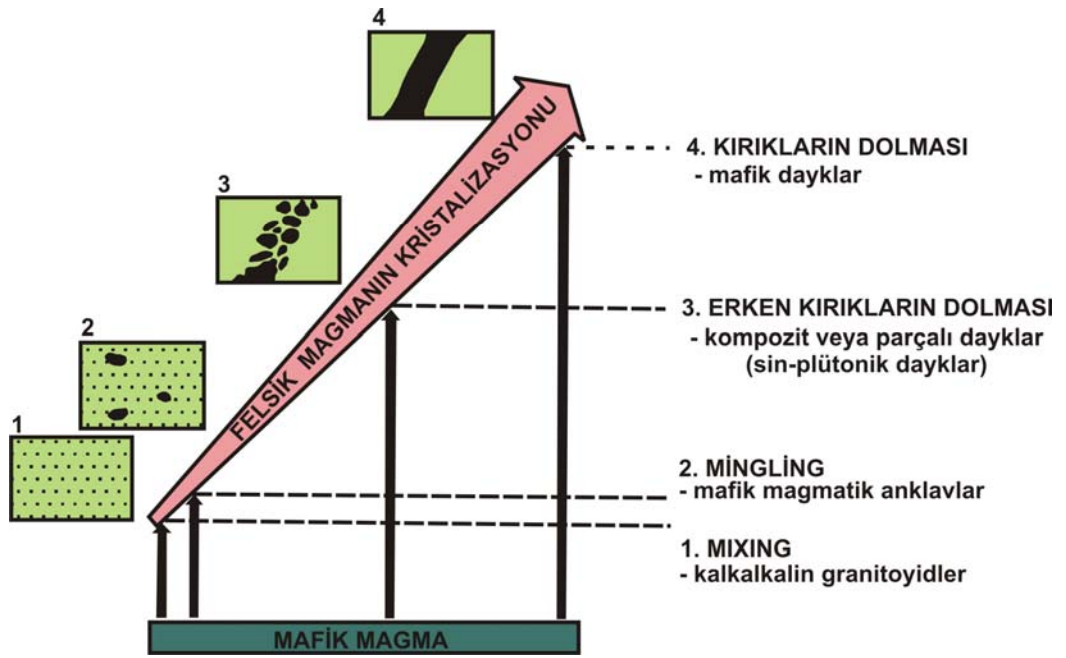 4
4. KIRIKLARIN DOLMASI
- mafik dayklar
3
FELSİK MAGMANIN KRİSTALİZASYONU
3. ERKEN KIRIKLARIN DOLMASI
- kompozit veya parçalı dayklar
(sin-plütonik dayklar)
2
1
2. MİNGLİNG
- mafik magmatik anklavlar
1. MIXING
- kalkalkalin granitoyidler
MAFİK MAGMA